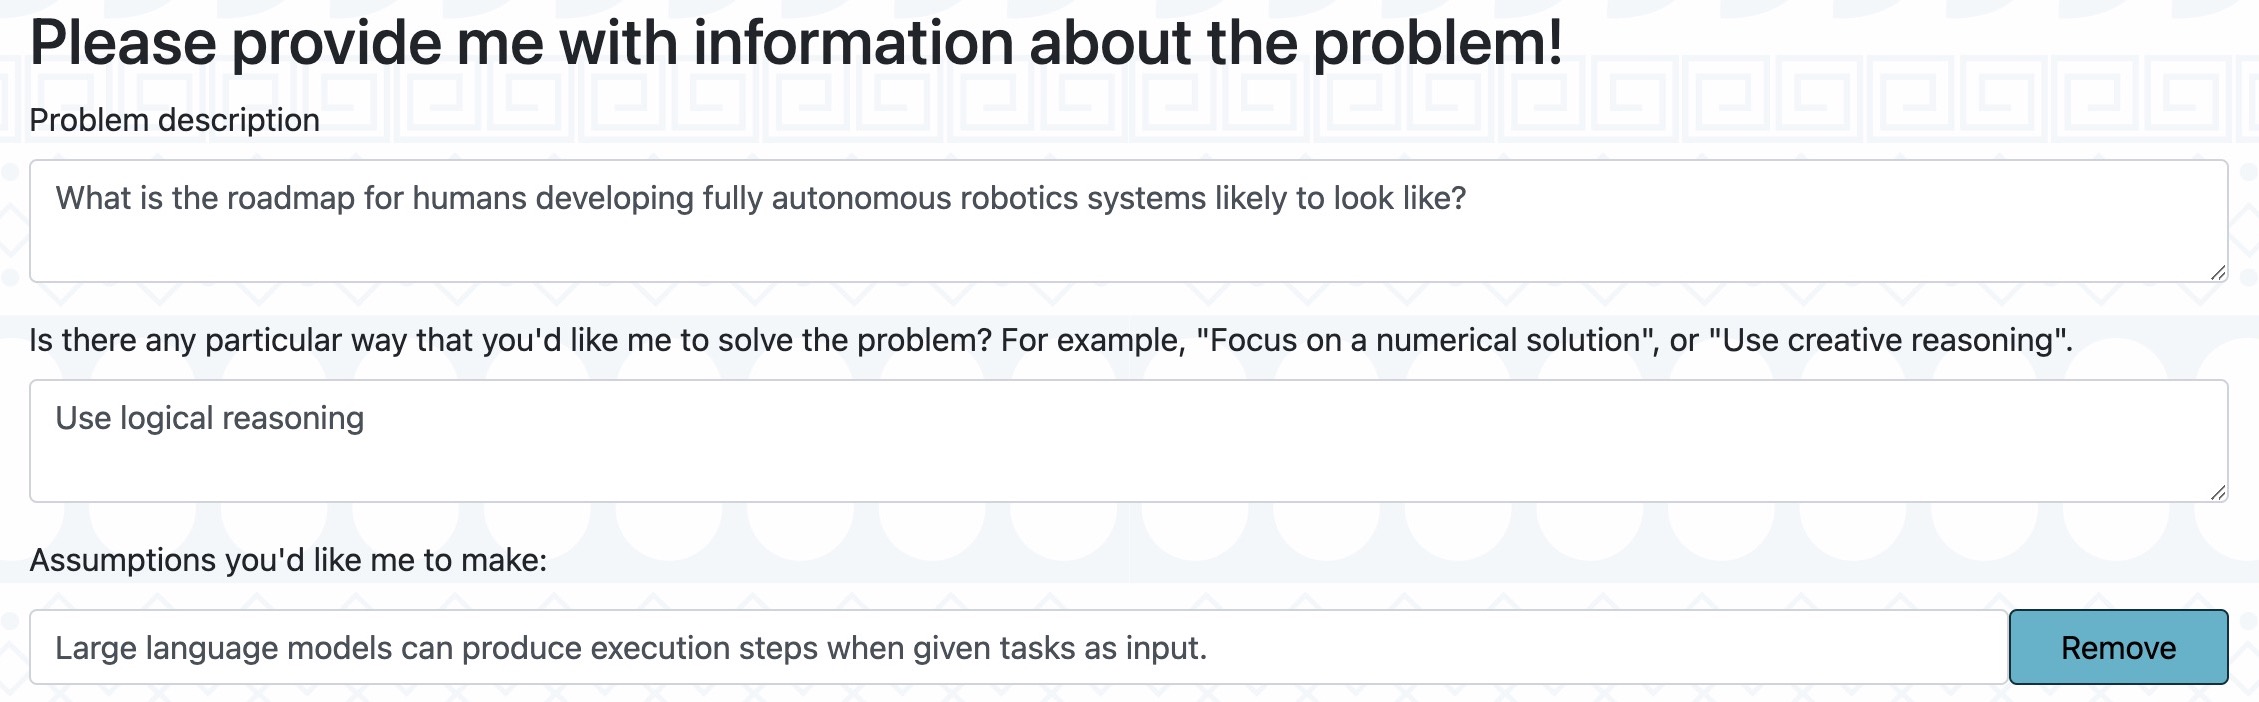 Please provide me with information about the problem!
Problem description
What is the roadmap for humans developing fully autonomous robotics systems likely to look like?
Is there any particular way that you'd like me to solve the problem? For example, "Focus on a numerical solution", or "Use creative reasoning".
Use logical reasoning
Assumptions you'd like me to make:
Large language models can produce execution steps when given tasks as input.
Remove